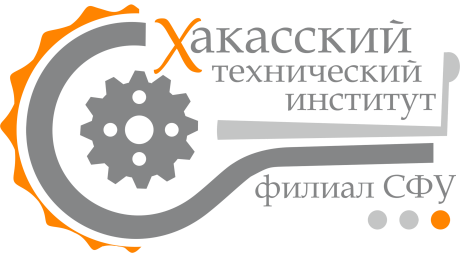 Хакасский
технический
институт
филиал СФУ